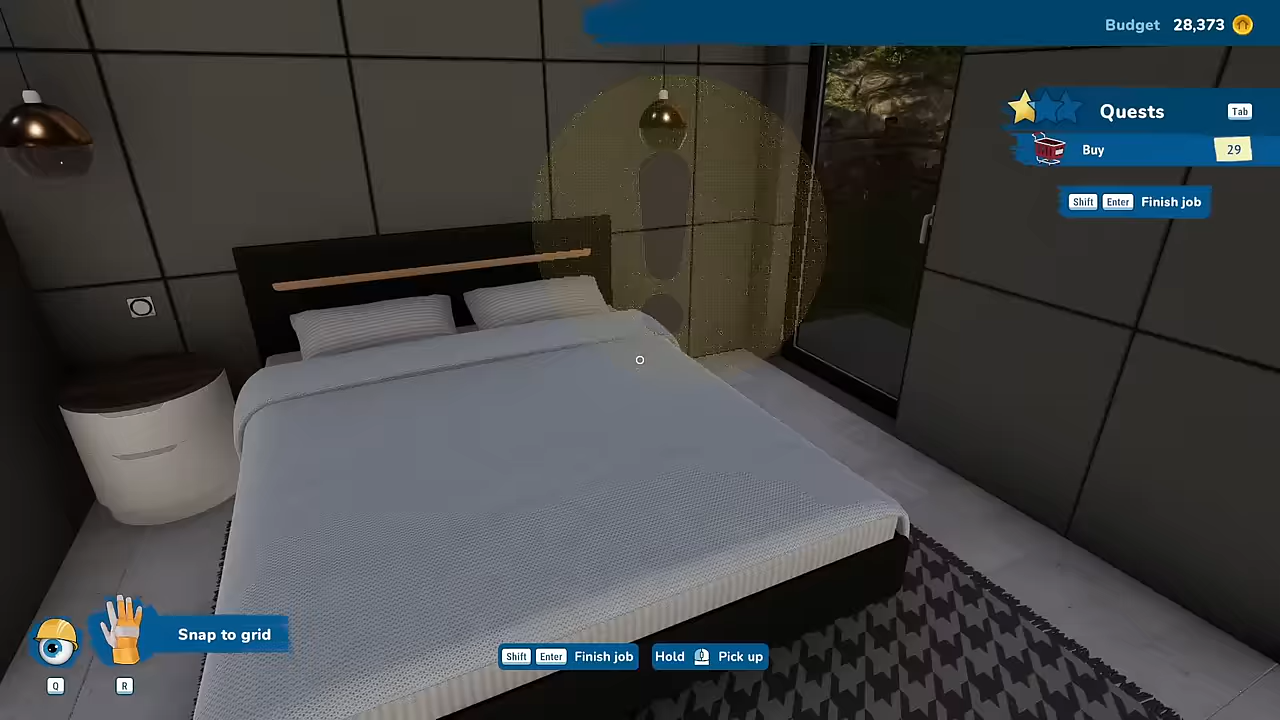 Budget 28,373
Quests Tab
Buy 29
Shift Enter Finish job
Snap to grid
Shift Enter Finish job Hold Pick up
Q R